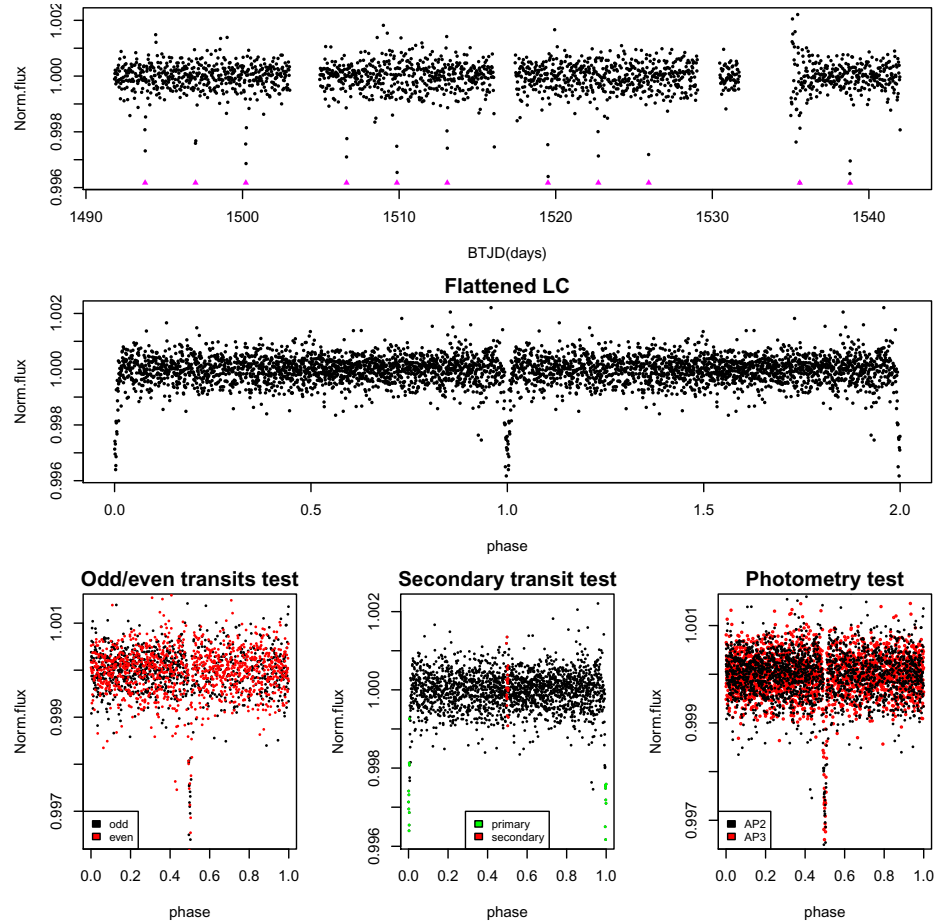 1.002
1.000
0.998
0.996
Norm.flux
1490 1500 1510 1520 1530 1540
BTJD(days)
Flattened LC
1.002
1.000
0.998
0.996
Norm.flux
0.0 0.5 1.0 1.5 2.0
phase
Odd/even transits test
1.001
0.999
0.997
Norm.flux
odd
even
0.0 0.2 0.4 0.6 0.8 1.0
phase
Secondary transit test
1.002
1.000
0.998
0.996
Norm.flux
primary
secondary
0.0 0.2 0.4 0.6 0.8 1.0
phase
Photometry test
1.001
0.999
0.997
Norm.flux
AP2
AP3
0.0 0.2 0.4 0.6 0.8 1.0
phase